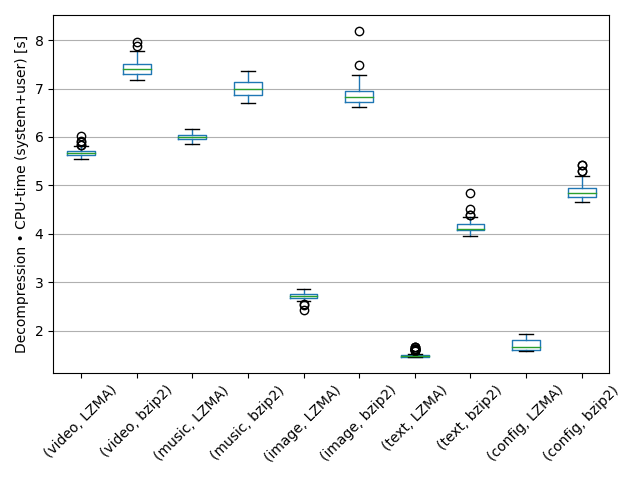 Decompression • CPU-time (system+user) [s]
8
7
6
5
4
3
2
(video, LZMA)
(video, bzip2)
(music, LZMA)
(music, bzip2)
(image, LZMA)
(image, bzip2)
(text, LZMA)
(text, bzip2)
(config, LZMA)
(config, bzip2)